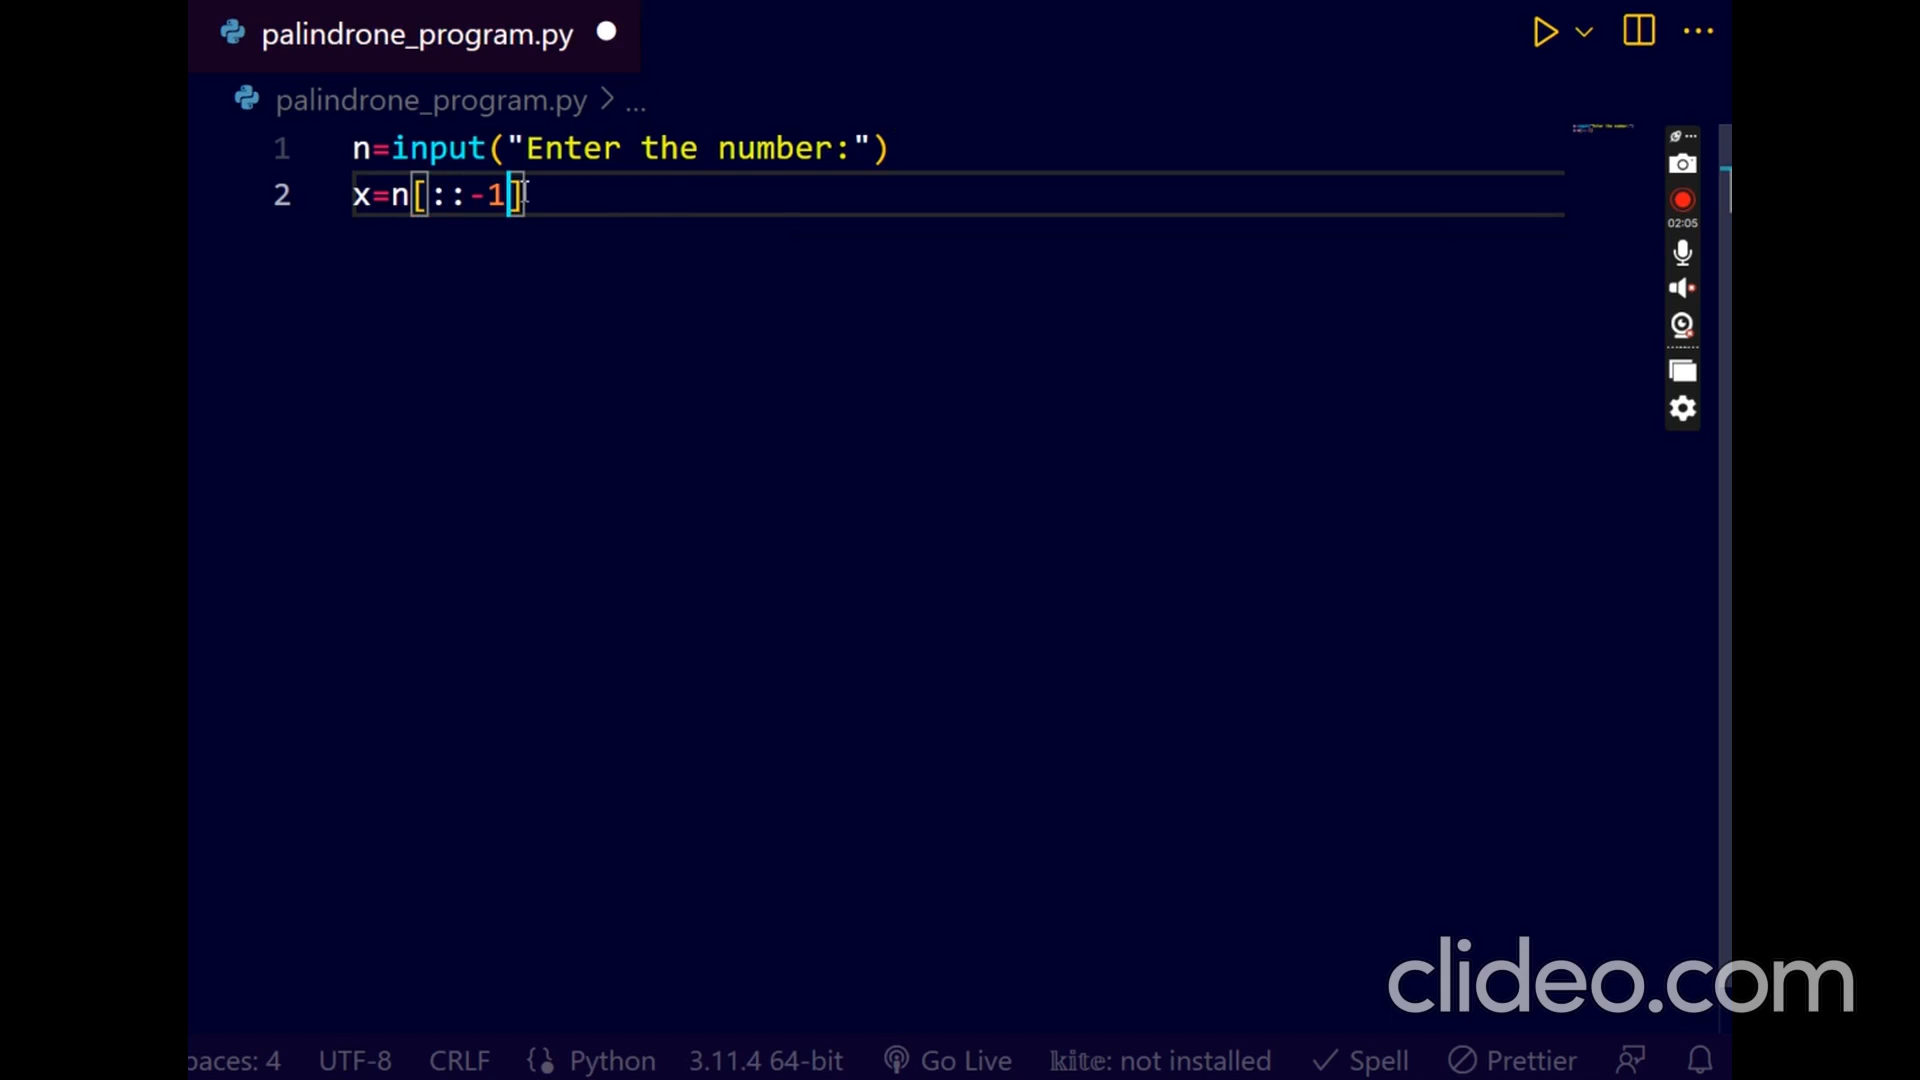 palindrone_program.py
palindrone_program.py > ...
1 n=input("Enter the number:")
2 x=n[::-1]
02:05
clideo.com
paces: 4 UTF-8 CRLF Python 3.11.4 64-bit Go Live kite: not installed Spell Prettier